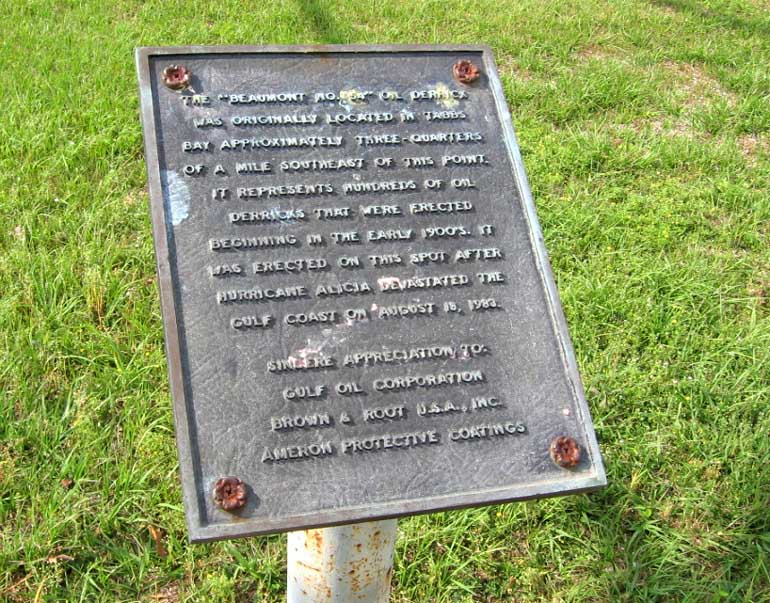 THE "BEAUMONT NO. 88A" OIL DERRICK
WAS ORIGINALLY LOCATED IN TABBS
BAY APPROXIMATELY THREE-QUARTERS
OF A MILE SOUTHEAST OF THIS POINT.
IT REPRESENTS HUNDREDS OF OIL
DERRICKS THAT WERE ERECTED
BEGINNING IN THE EARLY 1900'S. IT
WAS ERECTED ON THIS SPOT AFTER
HURRICANE ALICIA DEVASTATED THE
GULF COAST ON AUGUST 18, 1983.
SINCERE APPRECIATION TO:
GULF OIL CORPORATION
BROWN & ROOT U.S.A., INC.
AMERON PROTECTIVE COATINGS